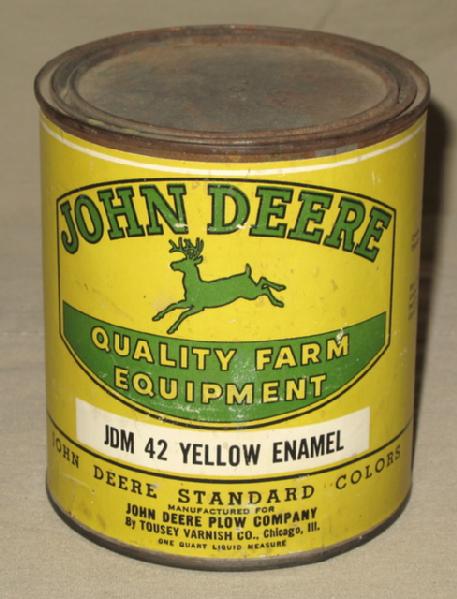 JOHN DEERE
QUALITY FARM
EQUIPMENT
JDM 42 YELLOW ENAMEL
JOHN DEERE STANDARD COLORS
MANUFACTURED FOR
JOHN DEERE PLOW COMPANY
By TOUSEY VARNISH CO., Chicago, Ill.
ONE QUART LIQUID MEASURE